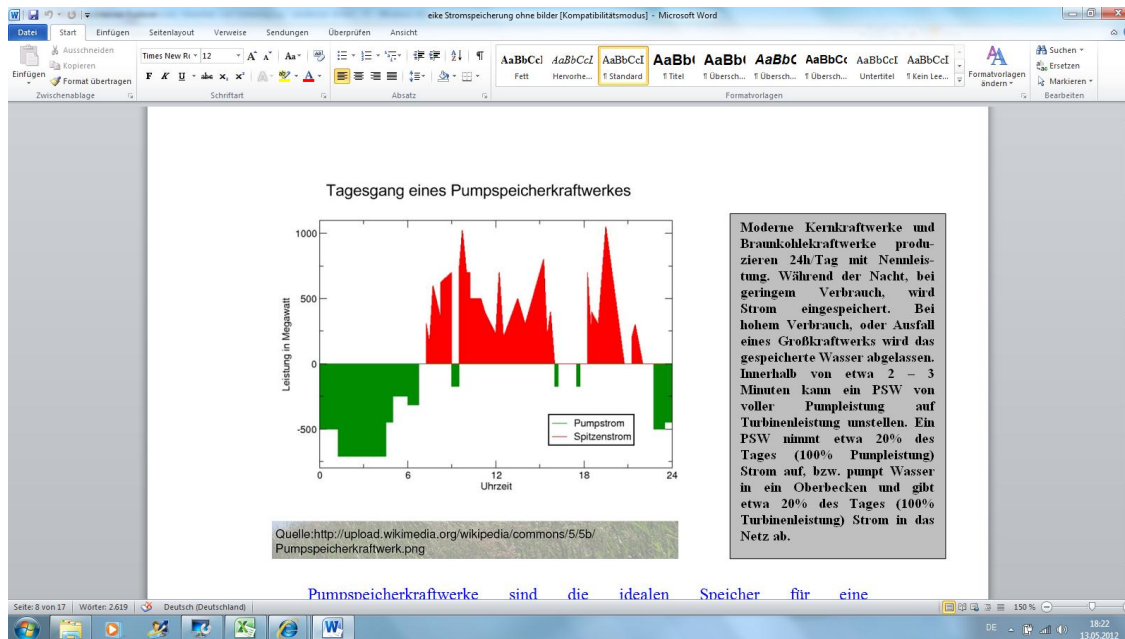 eike Stromspeicherung ohne bilder [Kompatibilitätsmodus] - Microsoft Word
Datei Start Einfügen Seitenlayout Verweise Sendungen Überprüfen Ansicht
Einfügen
Ausschneiden
Kopieren
Format übertragen
Zwischenablage
Times New Ro 12
F K U abc x₂ x² A
Schriftart
Absatz
AaBbCcl AaBbCcL AaBbCcI AaBb( AaBb( AaBbC AaBbCc AaBbCcI AaBbCcI
Fett Hervorhe... ¶ Standard ¶ Titel ¶ Übersch... ¶ Übersch... ¶ Übersch... Untertitel ¶ Kein Lee...
Formatvorlagen
Formatvorlagen
ändern
Suchen
Ersetzen
Markieren
Bearbeiten
Tagesgang eines Pumpspeicherkraftwerkes
Leistung in Megawatt
1000
500
0
-500
Pumpstrom
Spitzenstrom
0 6 12 18 24
Uhrzeit
Quelle:http://upload.wikimedia.org/wikipedia/commons/5/5b/
Pumpspeicherkraftwerk.png
Moderne Kernkraftwerke und
Braunkohlekraftwerke produ-
zieren 24h/Tag mit Nennleis-
tung. Während der Nacht, bei
geringem Verbrauch, wird
Strom eingespeichert. Bei
hohem Verbrauch, oder Ausfall
eines Großkraftwerks wird das
gespeicherte Wasser abgelassen.
Innerhalb von etwa 2 – 3
Minuten kann ein PSW von
voller Pumpleistung auf
Turbinenleistung umstellen. Ein
PSW nimmt etwa 20% des
Tages (100% Pumpleistung)
Strom auf, bzw. pumpt Wasser
in ein Oberbecken und gibt
etwa 20% des Tages (100%
Turbinenleistung) Strom in das
Netz ab.
Pumpspeicherkraftwerke sind die idealen Speicher für eine
Seite: 8 von 17 Wörter: 2.619 Deutsch (Deutschland) 150 %
DE 18:22
13.05.2012